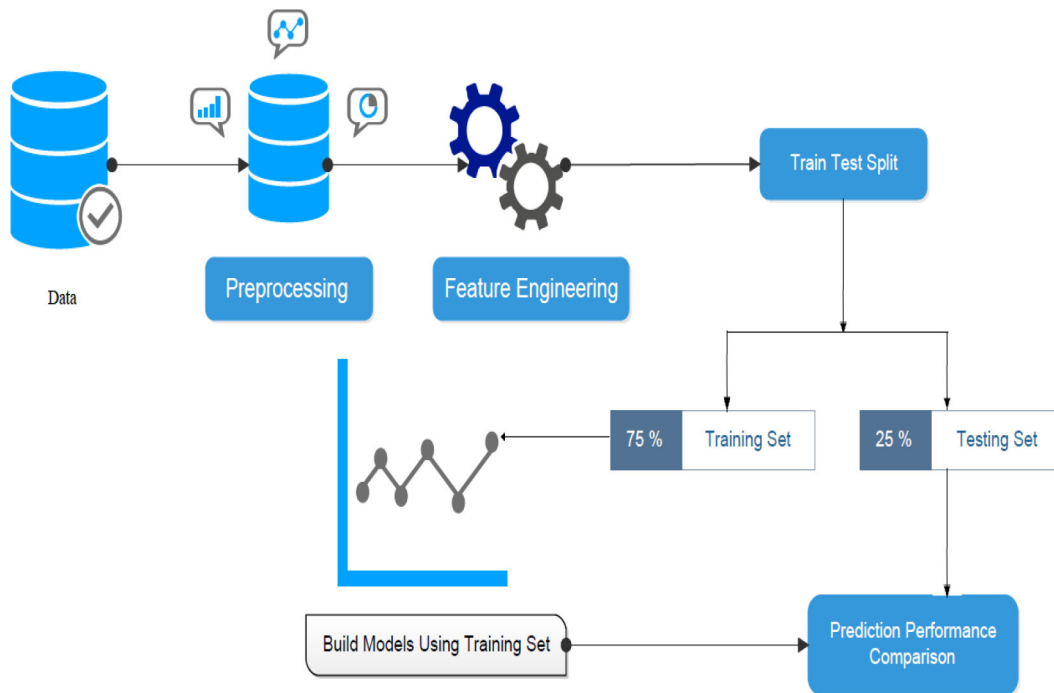 Data
Preprocessing
Feature Engineering
Train Test Split
75 %
Training Set
25 %
Testing Set
Build Models Using Training Set
Prediction Performance
Comparison